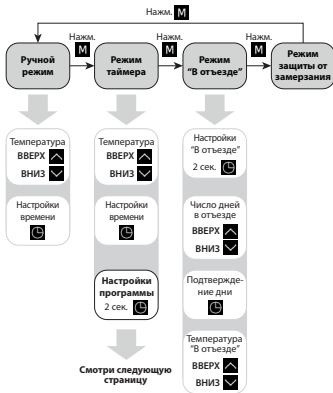 Нажм. M
Нажм. M
Нажм. M
Нажм. M
Ручной
режим
Режим
таймера
Режим
“В отъезде”
Режим
защиты от
замерзания
Температура
ВВЕРХ
ВНИЗ
Настройки
времени
Температура
ВВЕРХ
ВНИЗ
Настройки
времени
Настройки
программы
2 сек.
Смотри следующую
страницу
Настройки
“В отъезде”
2 сек.
Число дней
в отъезде
ВВЕРХ
ВНИЗ
Подтвержде-
ние дни
Температура
“В отъезде”
ВВЕРХ
ВНИЗ